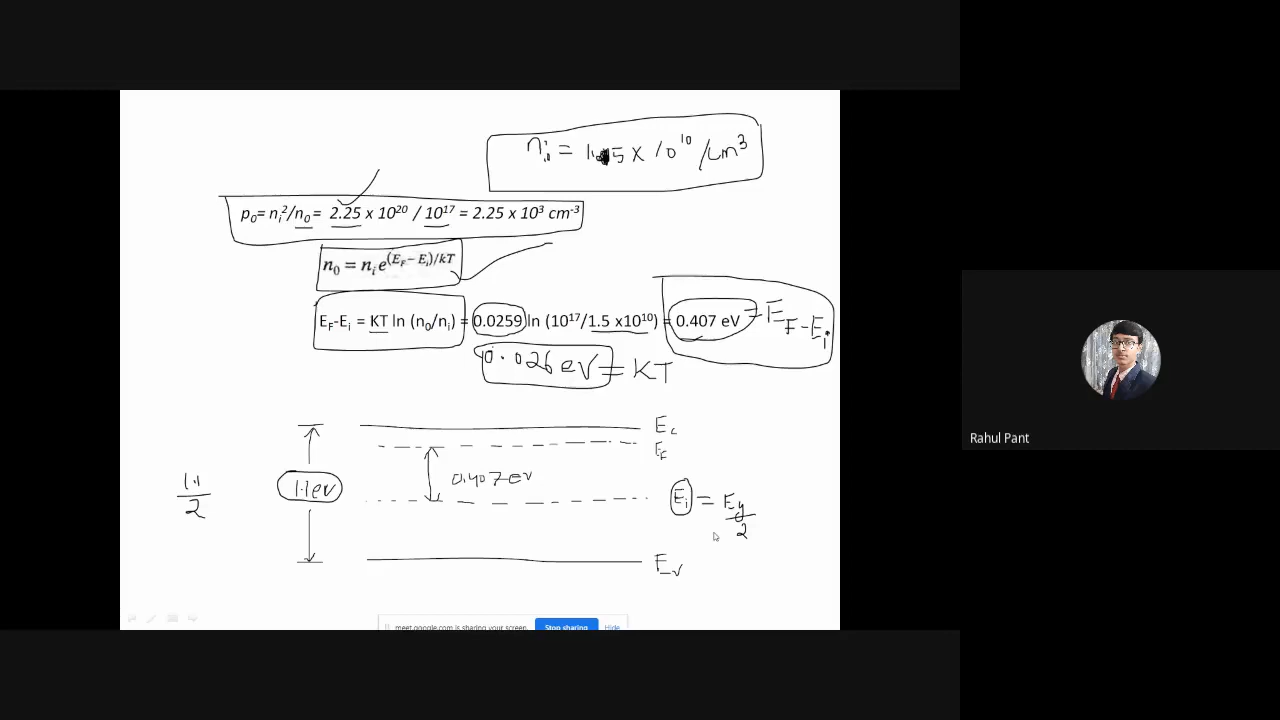 nᵢ = 1.5 x 10¹⁰ /cm³
p₀= nᵢ²/n₀ = 2.25 x 10²⁰ / 10¹⁷ = 2.25 x 10³ cm⁻³
n₀ = nᵢe^(E_F − Eᵢ)/kT
E_F-Eᵢ = KT ln (n₀/nᵢ) = 0.0259 ln (10¹⁷/1.5 x10¹⁰) = 0.407 eV = E_F-Eᵢ
0.026 eV = KT
E_c
E_F
0.407 eV
1.1 eV
1.1/2
Eᵢ = E_g/2
E_v
Rahul Pant
meet.google.com is sharing your screen. Stop sharing Hide